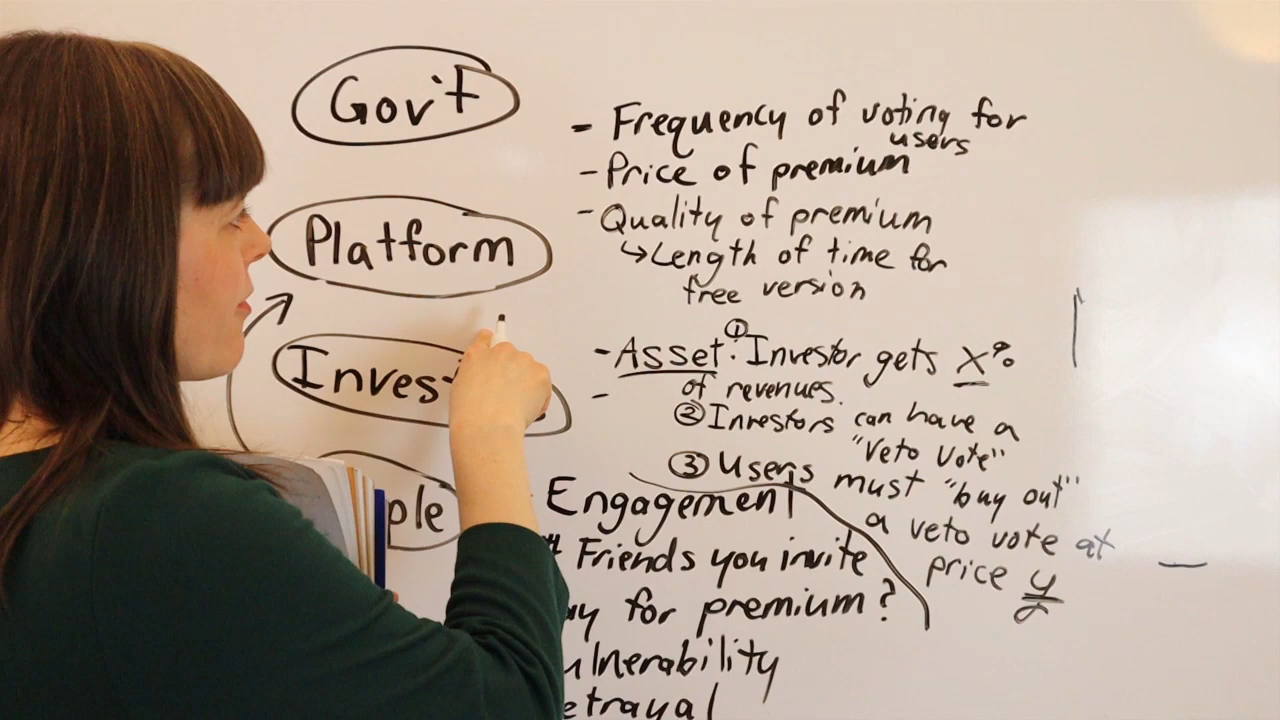 Gov't
- Frequency of voting for
users
- Price of premium
- Quality of premium
↳ Length of time for
free version
Platform
- Asset: ① Investor gets X%
of revenues.
-
② Investors can have a
"Veto Vote"
③ Users must "buy out"
a veto vote at
price y
Inves
ple
Engagement
# Friends you invite
for premium?